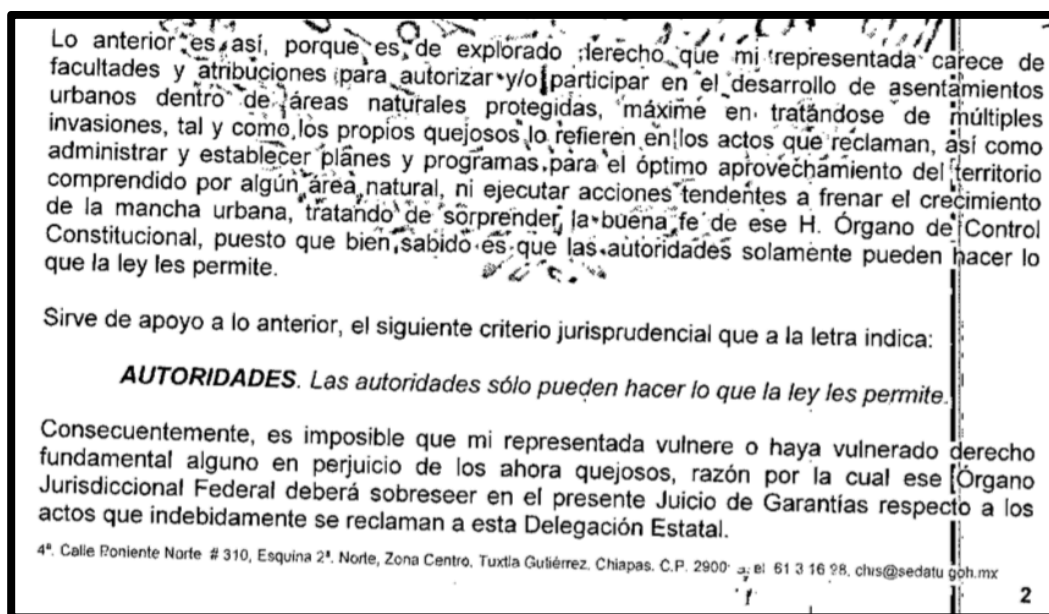 Lo anterior es así, porque es de explorado derecho que mi representada carece de
facultades y atribuciones para autorizar y/o participar en el desarrollo de asentamientos
urbanos dentro de áreas naturales protegidas, máxime en tratándose de múltiples
invasiones, tal y como los propios quejosos lo refieren en los actos que reclaman, así como
administrar y establecer planes y programas para el óptimo aprovechamiento del territorio
comprendido por algún área natural, ni ejecutar acciones tendentes a frenar el crecimiento
de la mancha urbana, tratando de sorprender la buena fe de ese H. Órgano de Control
Constitucional, puesto que bien sabido es que las autoridades solamente pueden hacer lo
que la ley les permite.
Sirve de apoyo a lo anterior, el siguiente criterio jurisprudencial que a la letra indica:
AUTORIDADES. Las autoridades sólo pueden hacer lo que la ley les permite.
Consecuentemente, es imposible que mi representada vulnere o haya vulnerado derecho
fundamental alguno en perjuicio de los ahora quejosos, razón por la cual ese Órgano
Jurisdiccional Federal deberá sobreseer en el presente Juicio de Garantías respecto a los
actos que indebidamente se reclaman a esta Delegación Estatal.
4ª. Calle Poniente Norte # 310, Esquina 2ª. Norte, Zona Centro, Tuxtla Gutiérrez, Chiapas. C.P. 61 3 16 98,
2